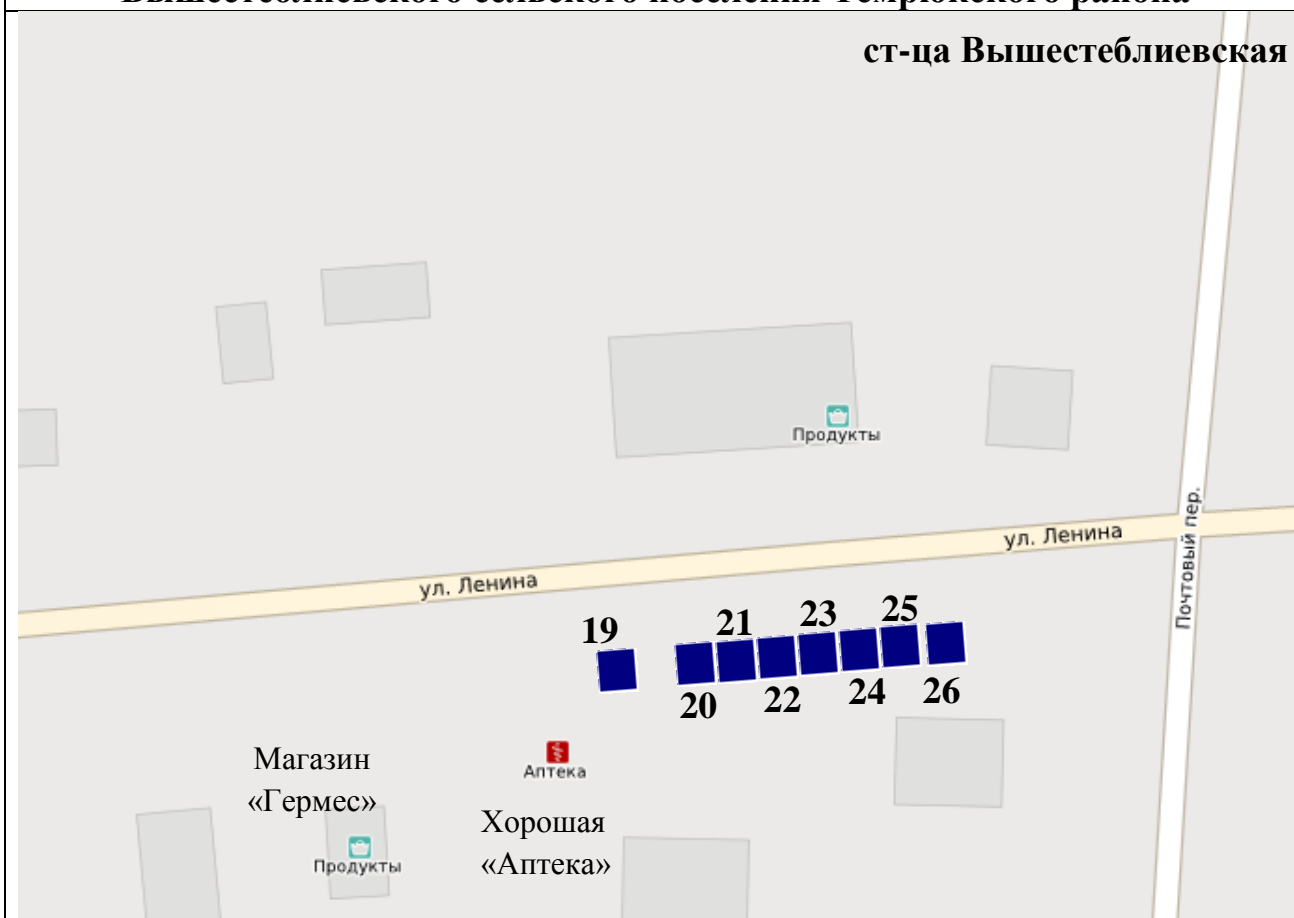 Вышестеблиевского сельского поселения Темрюкского района
ст-ца Вышестеблиевская
Продукты
ул. Ленина
Почтовый пер.
ул. Ленина
19
21
23
25
20
22
24
26
Магазин
«Гермес»
Аптека
Хорошая
«Аптека»
Продукты